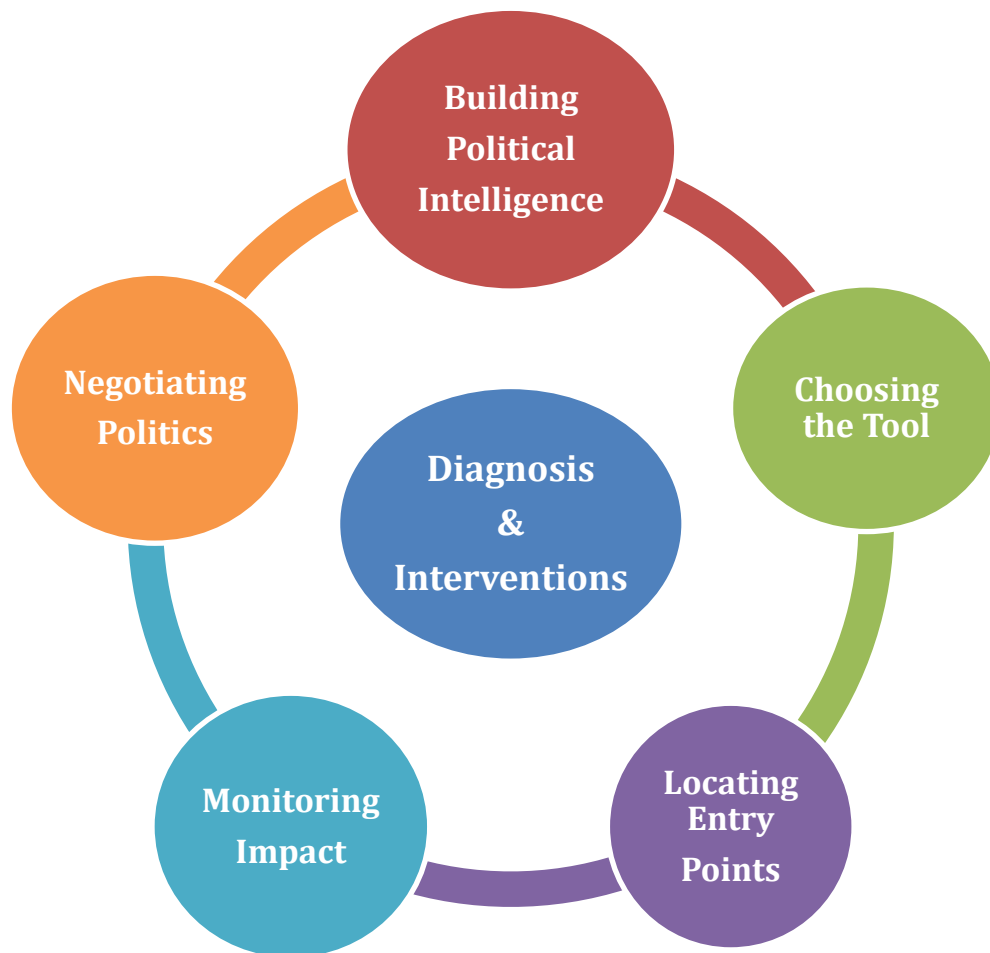 Building
Political
Intelligence
Choosing
the Tool
Locating
Entry
Points
Monitoring
Impact
Negotiating
Politics
Diagnosis
&
Interventions